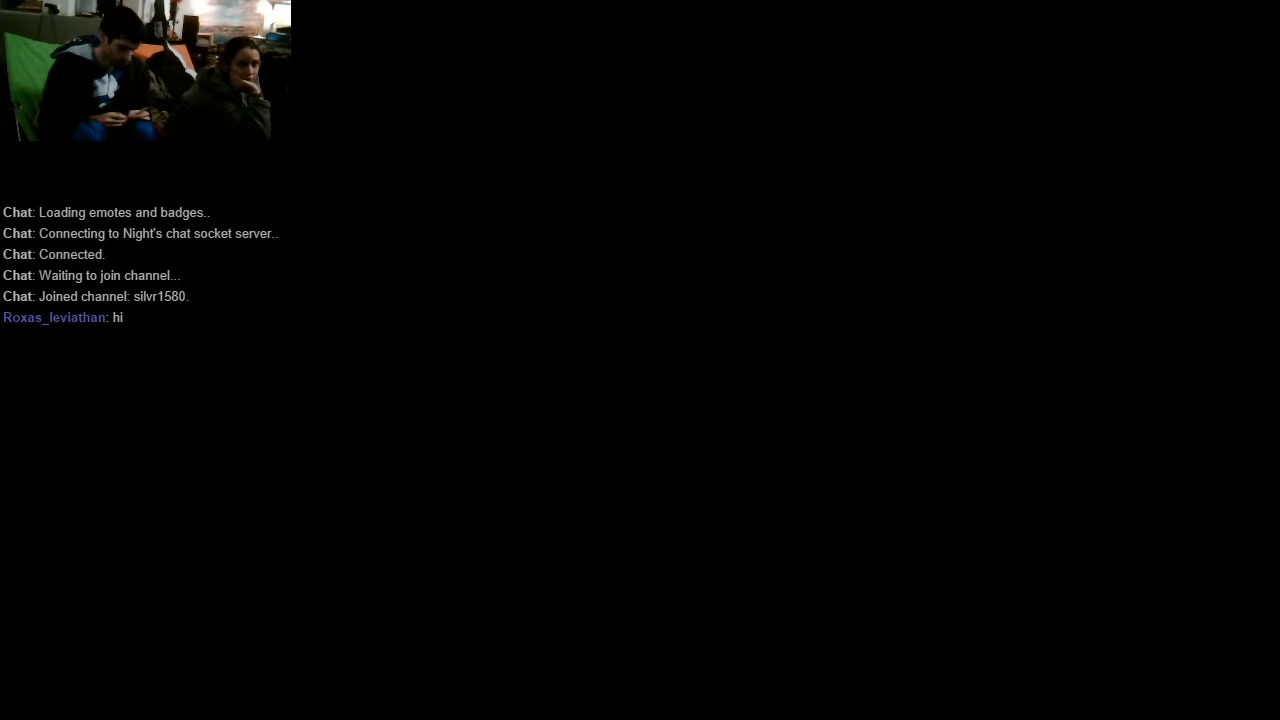 Chat: Loading emotes and badges..
Chat: Connecting to Night's chat socket server..
Chat: Connected.
Chat: Waiting to join channel...
Chat: Joined channel: silvr1580.
Roxas_leviathan: hi